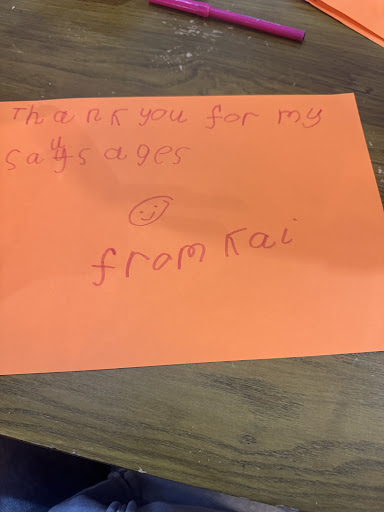 Thank you for my
sausages
from Kai